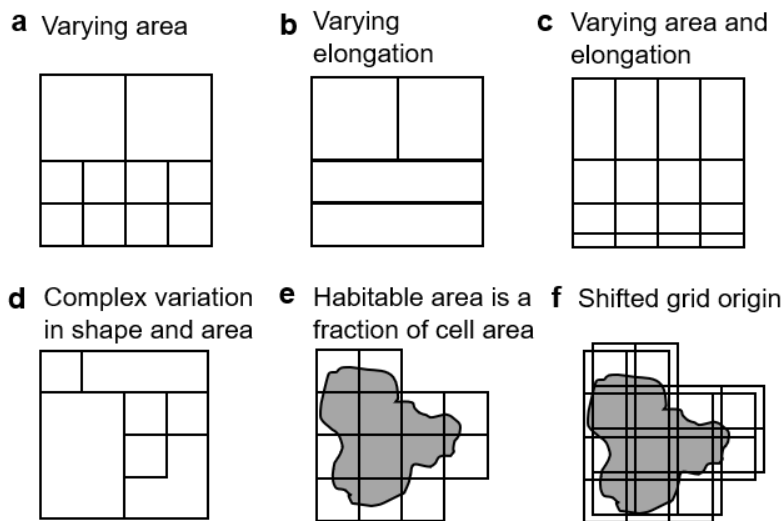 a Varying area
b Varying
elongation
c Varying area and
elongation
d Complex variation
in shape and area
e Habitable area is a
fraction of cell area
f Shifted grid origin